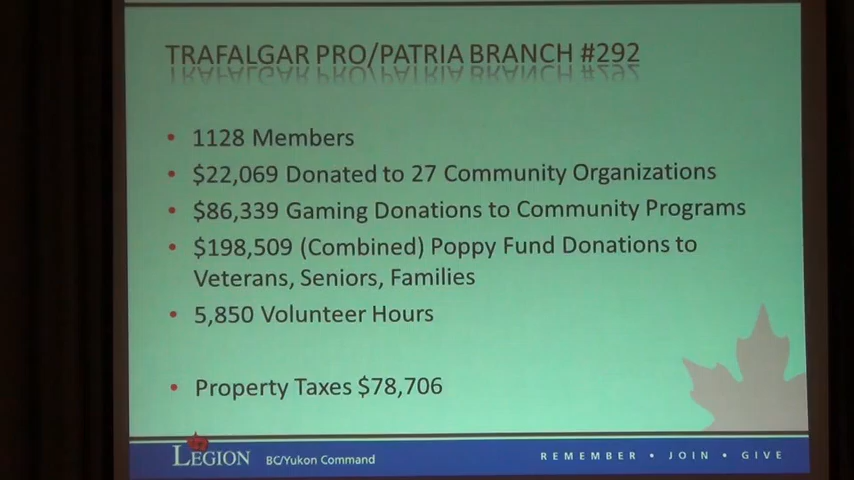 TRAFALGAR PRO/PATRIA BRANCH #292
• 1128 Members
• $22,069 Donated to 27 Community Organizations
• $86,339 Gaming Donations to Community Programs
• $198,509 (Combined) Poppy Fund Donations to
Veterans, Seniors, Families
• 5,850 Volunteer Hours
• Property Taxes $78,706
LEGION BC/Yukon Command
REMEMBER • JOIN • GIVE